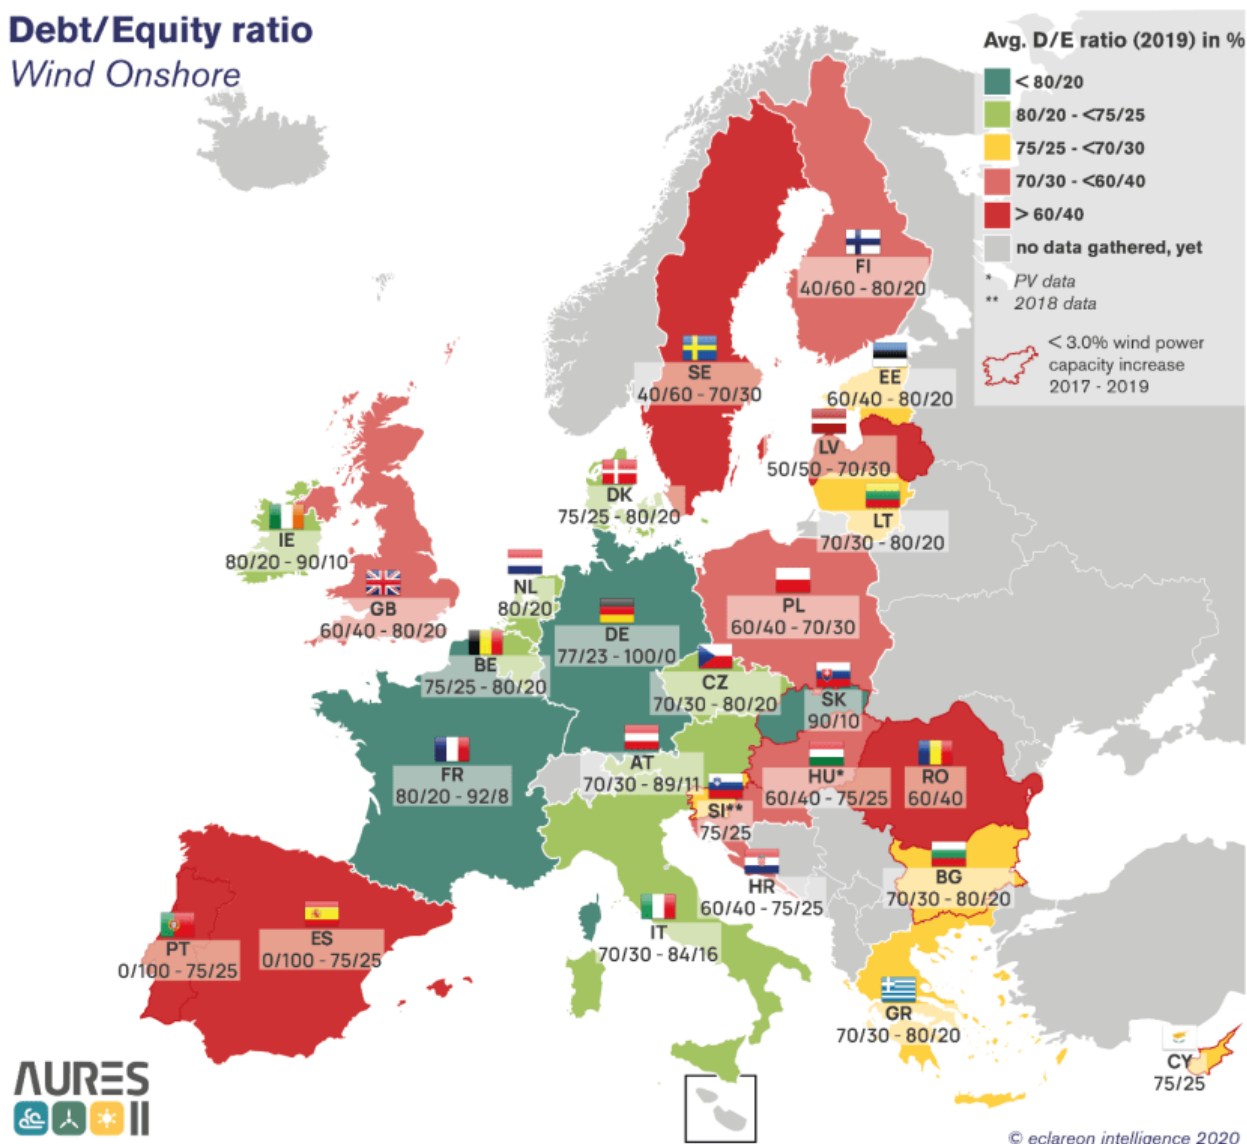 Debt/Equity ratio
Wind Onshore
Avg. D/E ratio (2019) in %
< 80/20
80/20 - <75/25
75/25 - <70/30
70/30 - <60/40
> 60/40
no data gathered, yet
* PV data
** 2018 data
< 3.0% wind power
capacity increase
2017 - 2019
FI
40/60 - 80/20
SE
40/60 - 70/30
EE
60/40 - 80/20
LV
50/50 - 70/30
DK
75/25 - 80/20
LT
70/30 - 80/20
IE
80/20 - 90/10
NL
80/20
GB
60/40 - 80/20
PL
60/40 - 70/30
DE
77/23 - 100/0
BE
75/25 - 80/20
CZ
70/30 - 80/20
SK
90/10
FR
80/20 - 92/8
AT
70/30 - 89/11
HU*
60/40 - 75/25
RO
60/40
SI**
75/25
HR
60/40 - 75/25
BG
70/30 - 80/20
PT
0/100 - 75/25
ES
0/100 - 75/25
IT
70/30 - 84/16
GR
70/30 - 80/20
CY
75/25
AURES
II
© eclareon intelligence 2020